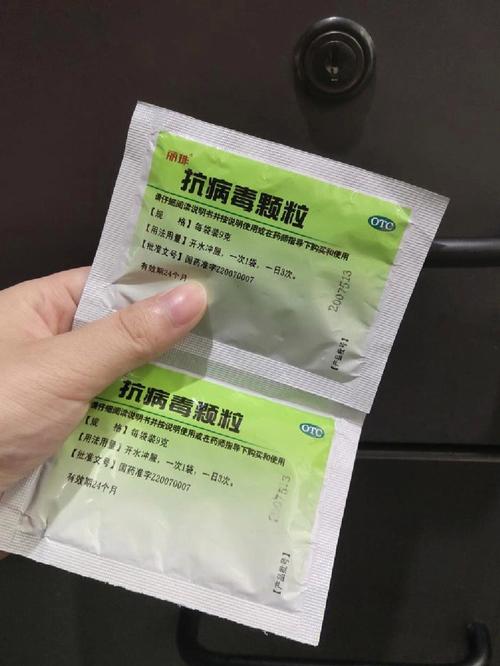 丽珠
抗病毒颗粒
OTC
请仔细阅读说明书并按说明使用或在药师指导下购买和使用
【规 格】每袋装9克
【用法用量】开水冲服，一次1袋，一日3次。
【批准文号】国药准字Z20070007
有效期24个月
2007513
【产品批号】
抗病毒颗粒
OTC
请仔细阅读说明书并按说明使用或在药师指导下购买和使用
【规 格】每袋装9克
【用法用量】开水冲服，一次1袋，一日3次。
【批准文号】国药准字Z20070007
有效期24个月
2007513
【产品批号】